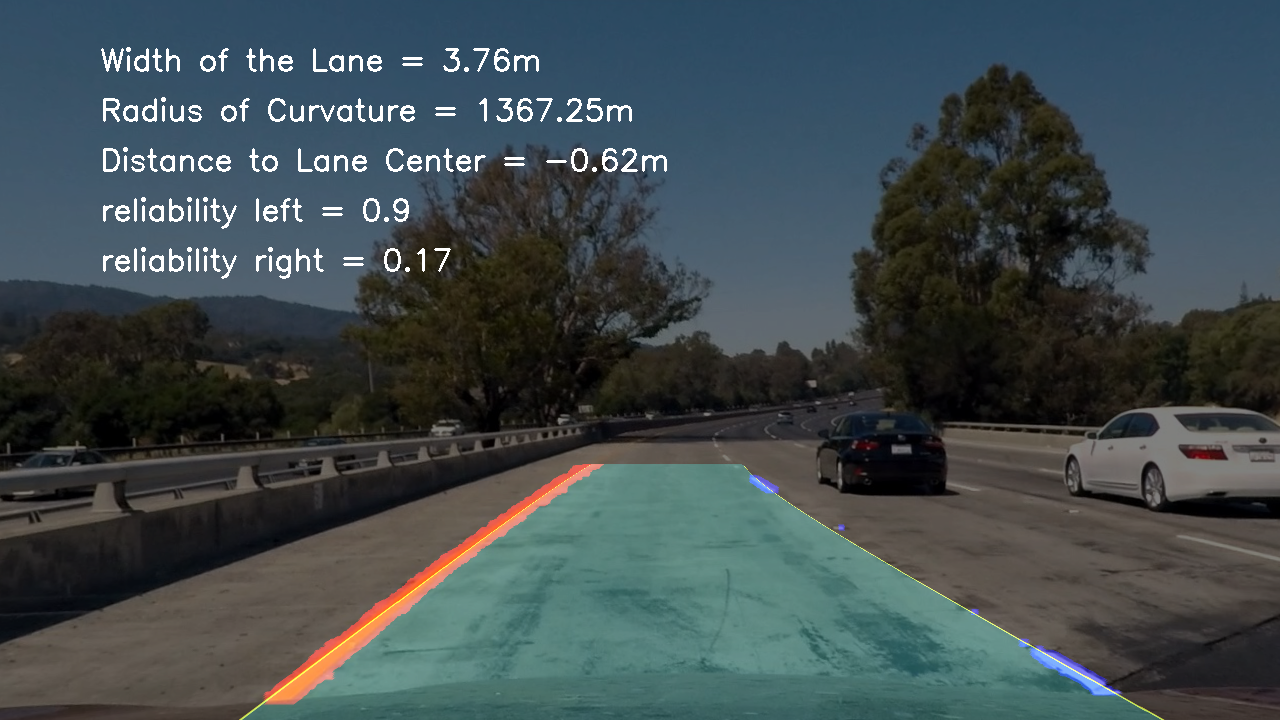 Width of the Lane = 3.76m
Radius of Curvature = 1367.25m
Distance to Lane Center = −0.62m
reliability left = 0.9
reliability right = 0.17